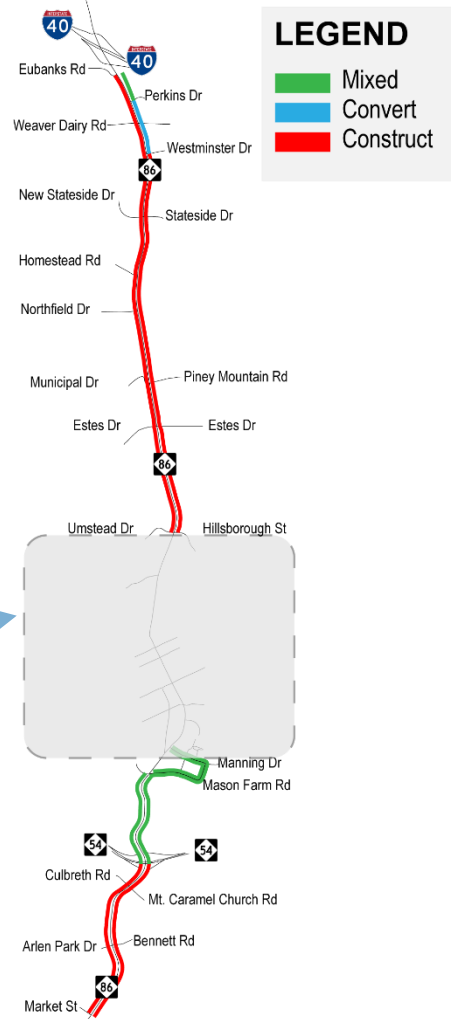 INTERSTATE
40
INTERSTATE
40
LEGEND
Mixed
Convert
Construct
Eubanks Rd
Perkins Dr
Weaver Dairy Rd
Westminster Dr
86
New Stateside Dr
Stateside Dr
Homestead Rd
Northfield Dr
Municipal Dr
Piney Mountain Rd
Estes Dr
Estes Dr
86
Umstead Dr
Hillsborough St
Manning Dr
Mason Farm Rd
54
54
Culbreth Rd
Mt. Caramel Church Rd
Arlen Park Dr
Bennett Rd
86
Market St